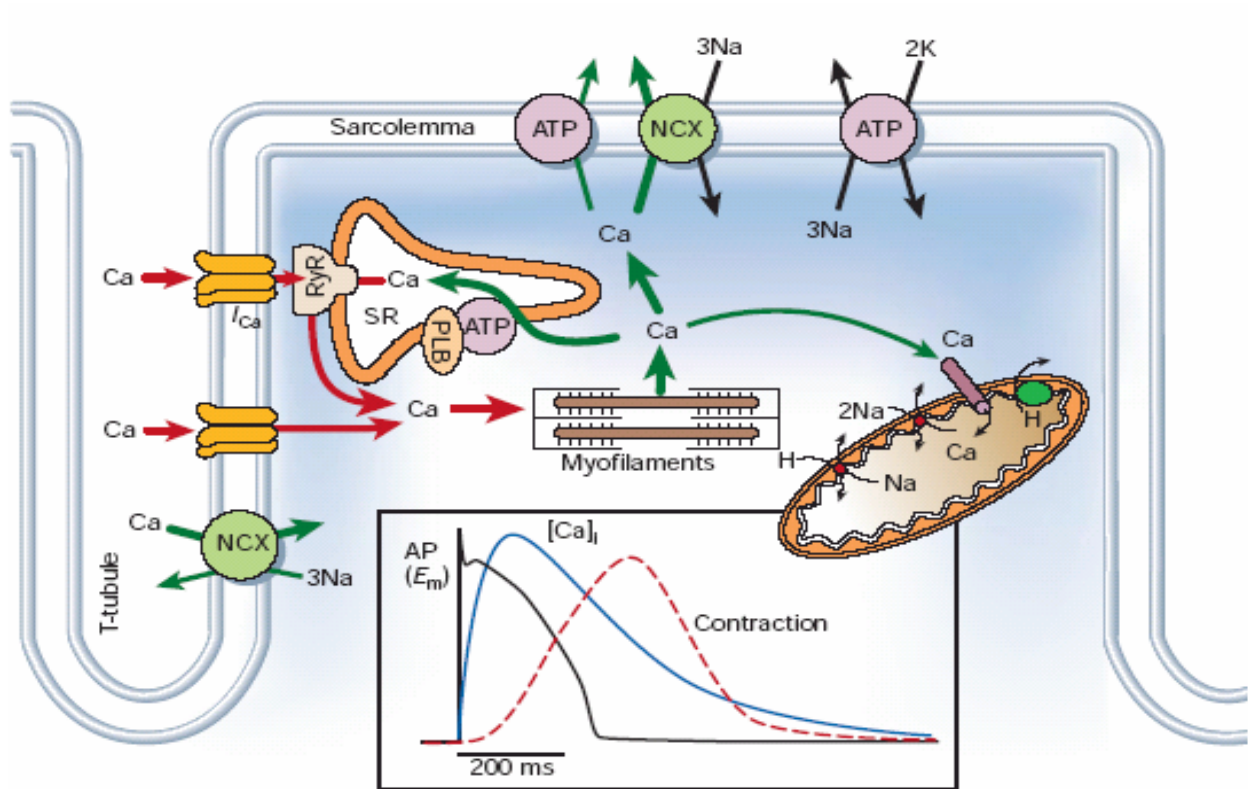 3Na
2K
Sarcolemma
ATP
NCX
ATP
Ca
3Na
Ca
RyR
Ca
I Ca
SR
PLB
ATP
Ca
Ca
Ca
Ca
2Na
H
Ca
Myofilaments
H
Na
Ca
NCX
3Na
T-tubule
AP
(Em)
[Ca]i
Contraction
200 ms